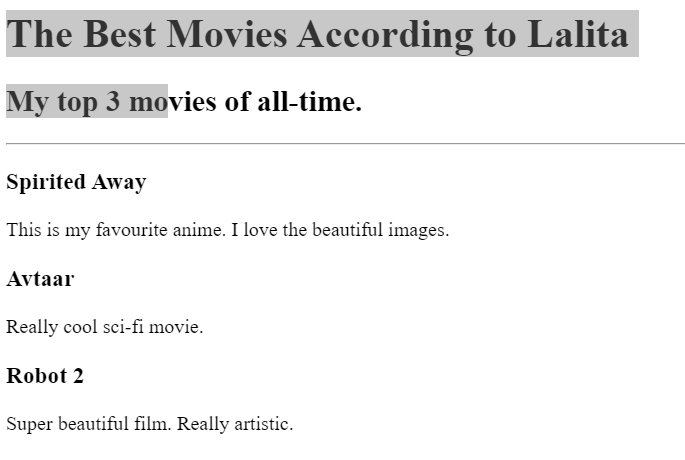 The Best Movies According to Lalita
My top 3 movies of all-time.
Spirited Away
This is my favourite anime. I love the beautiful images.
Avtaar
Really cool sci-fi movie.
Robot 2
Super beautiful film. Really artistic.